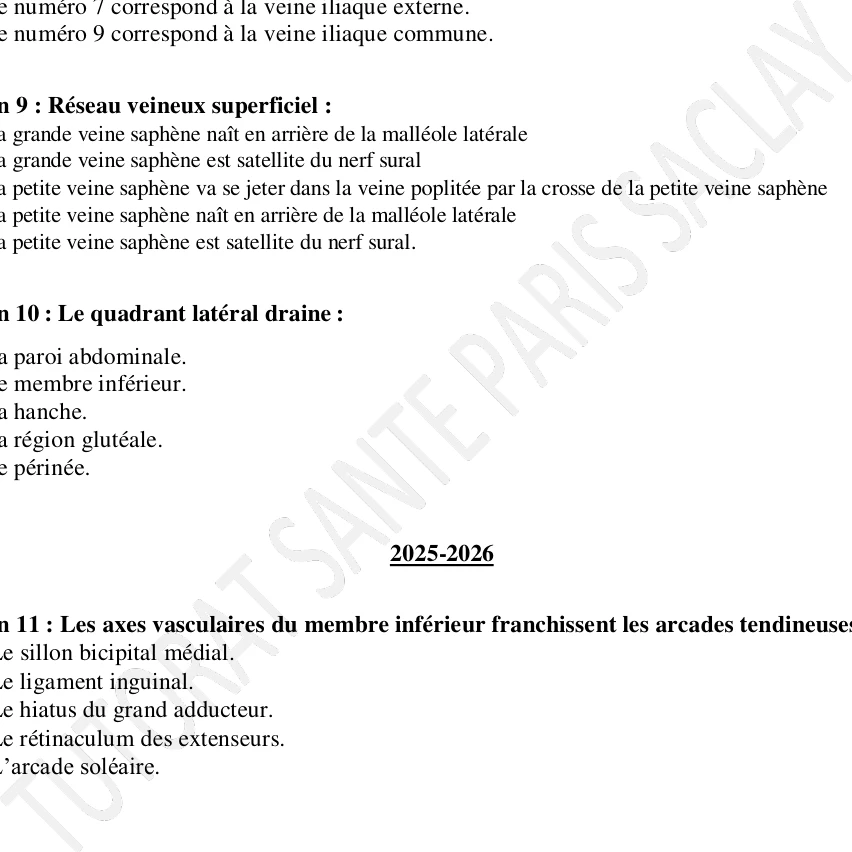 e numéro 7 correspond à la veine iliaque externe.
e numéro 9 correspond à la veine iliaque commune.
n 9 : Réseau veineux superficiel :
a grande veine saphène naît en arrière de la malléole latérale
a grande veine saphène est satellite du nerf sural
a petite veine saphène va se jeter dans la veine poplitée par la crosse de la petite veine saphène
a petite veine saphène naît en arrière de la malléole latérale
a petite veine saphène est satellite du nerf sural.
n 10 : Le quadrant latéral draine :
a paroi abdominale.
e membre inférieur.
a hanche.
a région glutéale.
e périnée.
2025-2026
n 11 : Les axes vasculaires du membre inférieur franchissent les arcades tendineuses
Le sillon bicipital médial.
Le ligament inguinal.
Le hiatus du grand adducteur.
Le rétinaculum des extenseurs.
L’arcade soléaire.
TUTORAT SANTE PARIS SACLAY